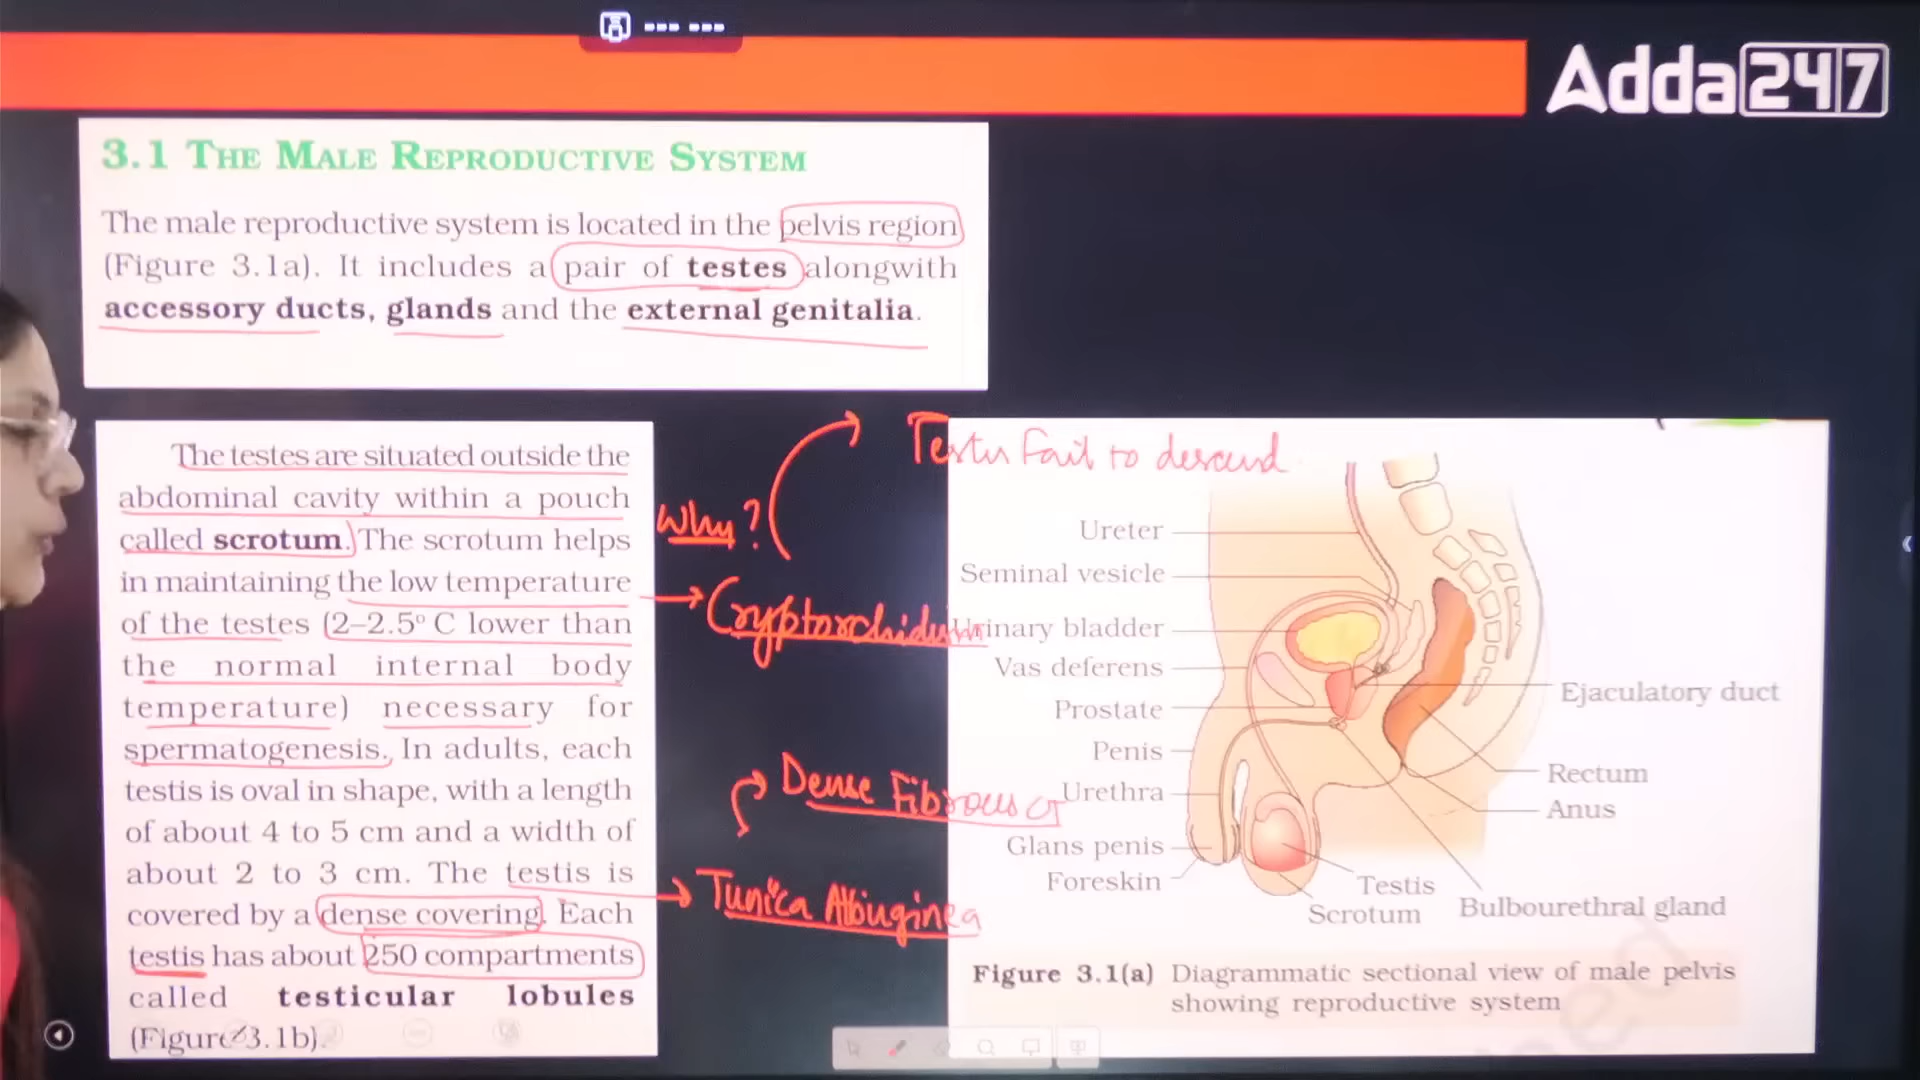 Adda247
3.1 THE MALE REPRODUCTIVE SYSTEM
The male reproductive system is located in the pelvis region
(Figure 3.1a). It includes a pair of testes alongwith
accessory ducts, glands and the external genitalia.
The testes are situated outside the
abdominal cavity within a pouch
called scrotum. The scrotum helps
in maintaining the low temperature
of the testes (2–2.5° C lower than
the normal internal body
temperature) necessary for
spermatogenesis. In adults, each
testis is oval in shape, with a length
of about 4 to 5 cm and a width of
about 2 to 3 cm. The testis is
covered by a dense covering. Each
testis has about 250 compartments
called testicular lobules
(Figure 3.1b).
Why?
Fail to descend
Dense Fibrous CT
Tunica Albuginea
Ureter
Seminal vesicle
Urinary bladder
Vas deferens
Prostate
Penis
Urethra
Glans penis
Foreskin
Testis
Scrotum
Bulbourethral gland
Ejaculatory duct
Rectum
Anus
Figure 3.1(a) Diagrammatic sectional view of male pelvis
showing reproductive system